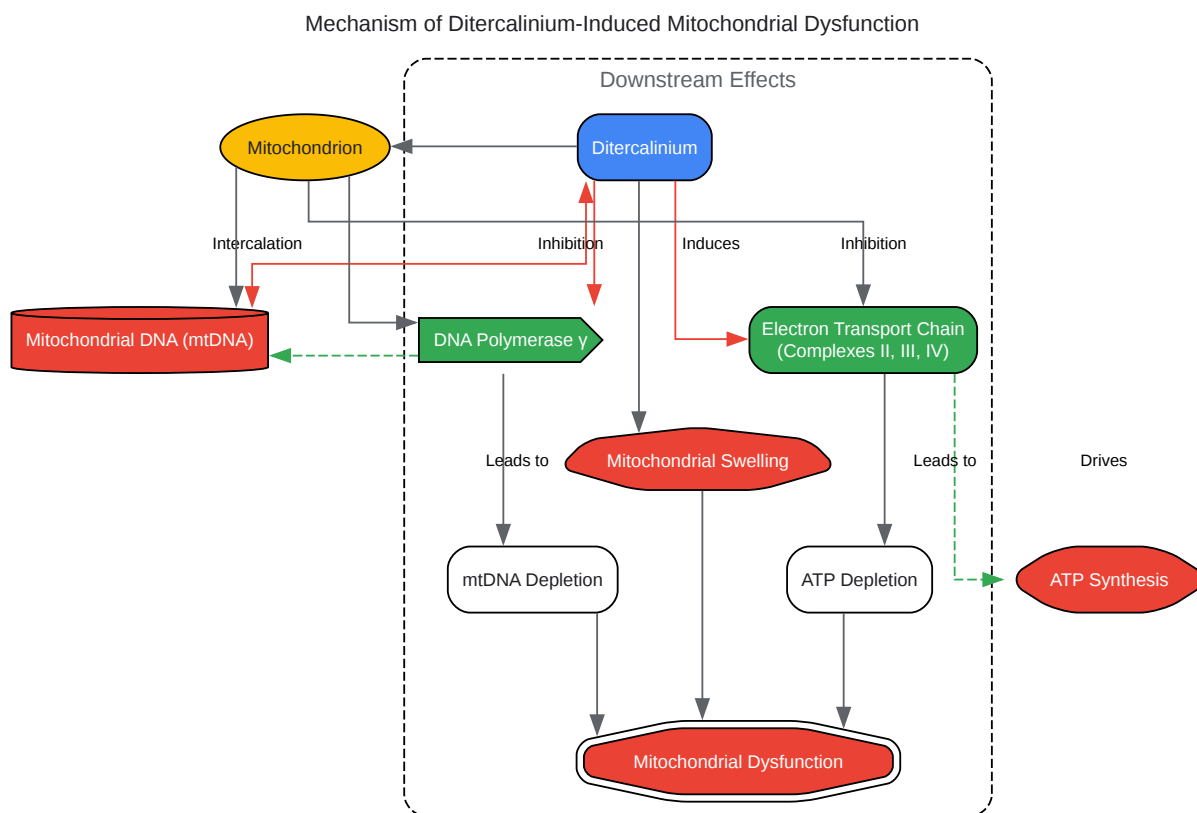 Mechanism of Ditercalinium-Induced Mitochondrial Dysfunction
Downstream Effects
Mitochondrion
Ditercalinium
Intercalation
Inhibition
Induces
Inhibition
Mitochondrial DNA (mtDNA)
DNA Polymerase γ
Electron Transport Chain
(Complexes II, III, IV)
Leads to
Mitochondrial Swelling
Leads to
Drives
mtDNA Depletion
ATP Depletion
ATP Synthesis
Mitochondrial Dysfunction